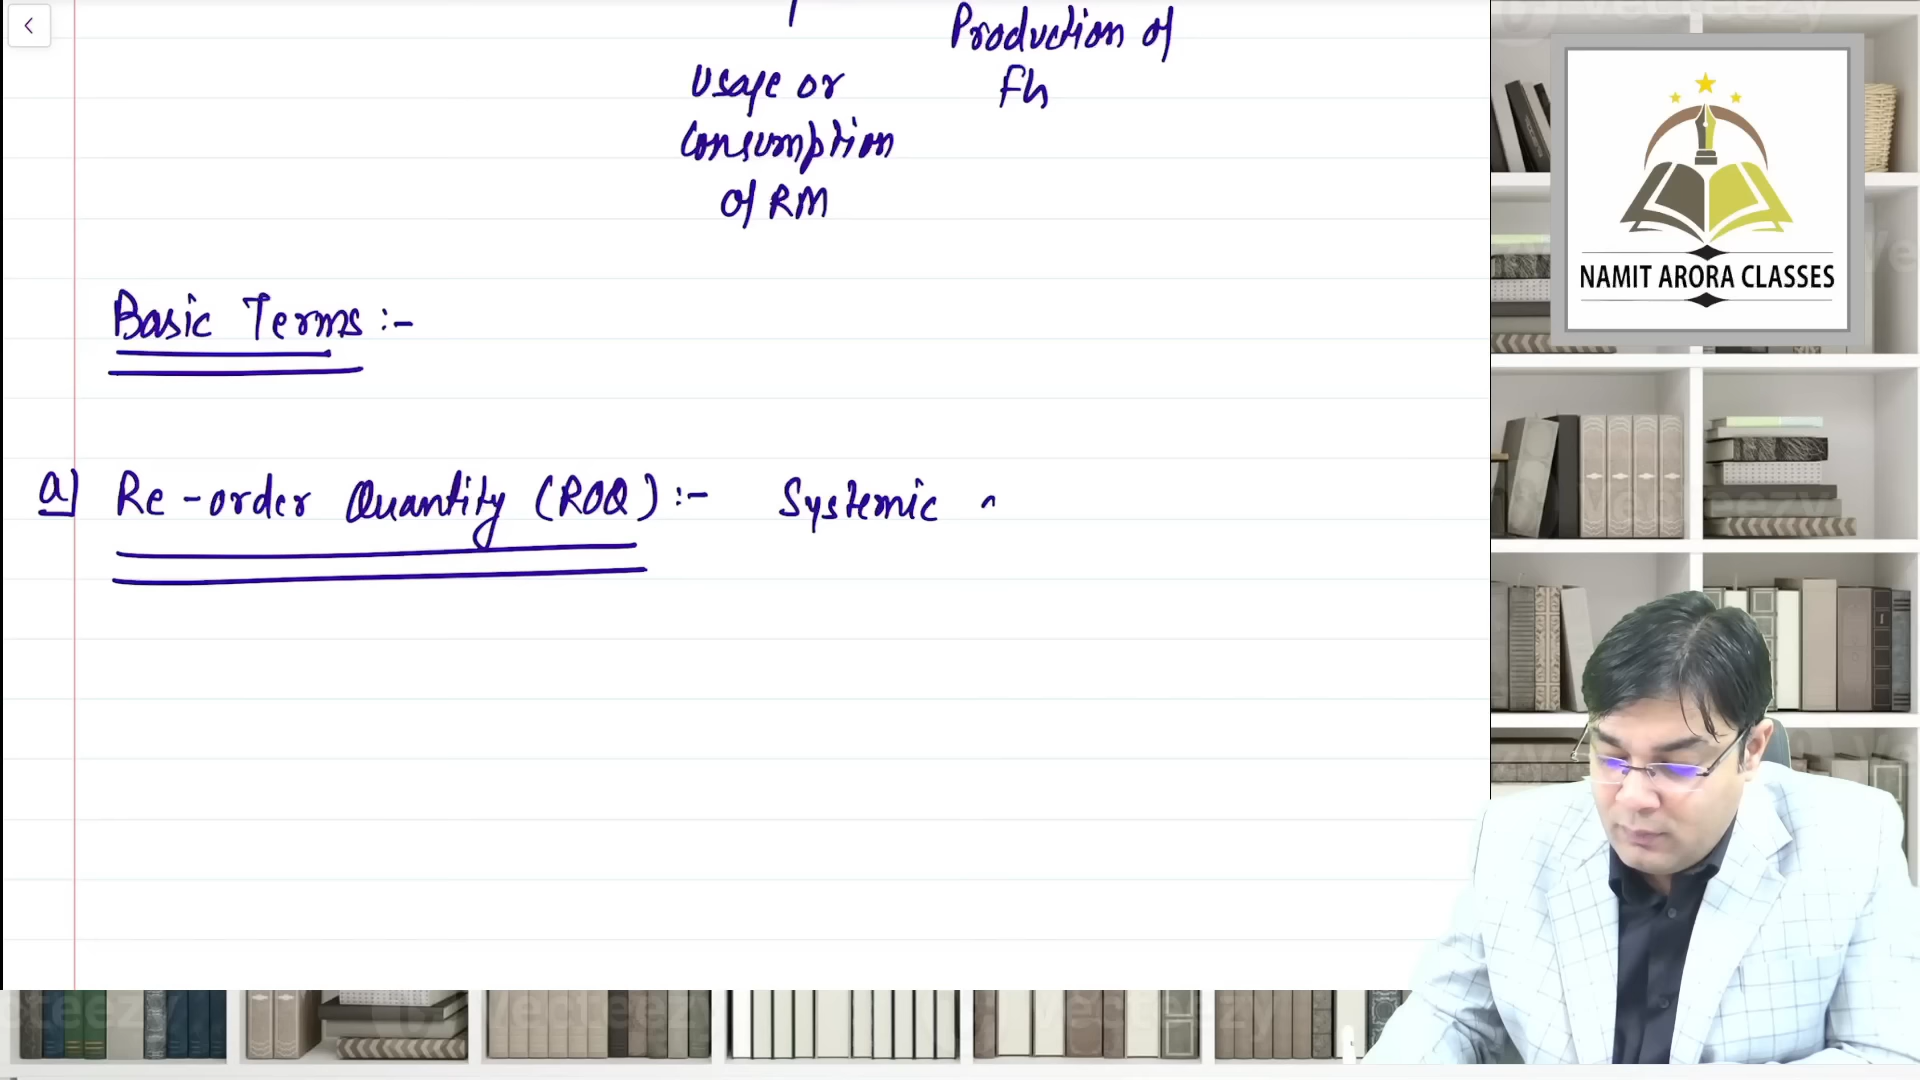 Production of
FG
Usage or
Consumption
of RM
Basic Terms :-
a] Re-order Quantity (ROQ) :- Systemic
NAMIT ARORA CLASSES